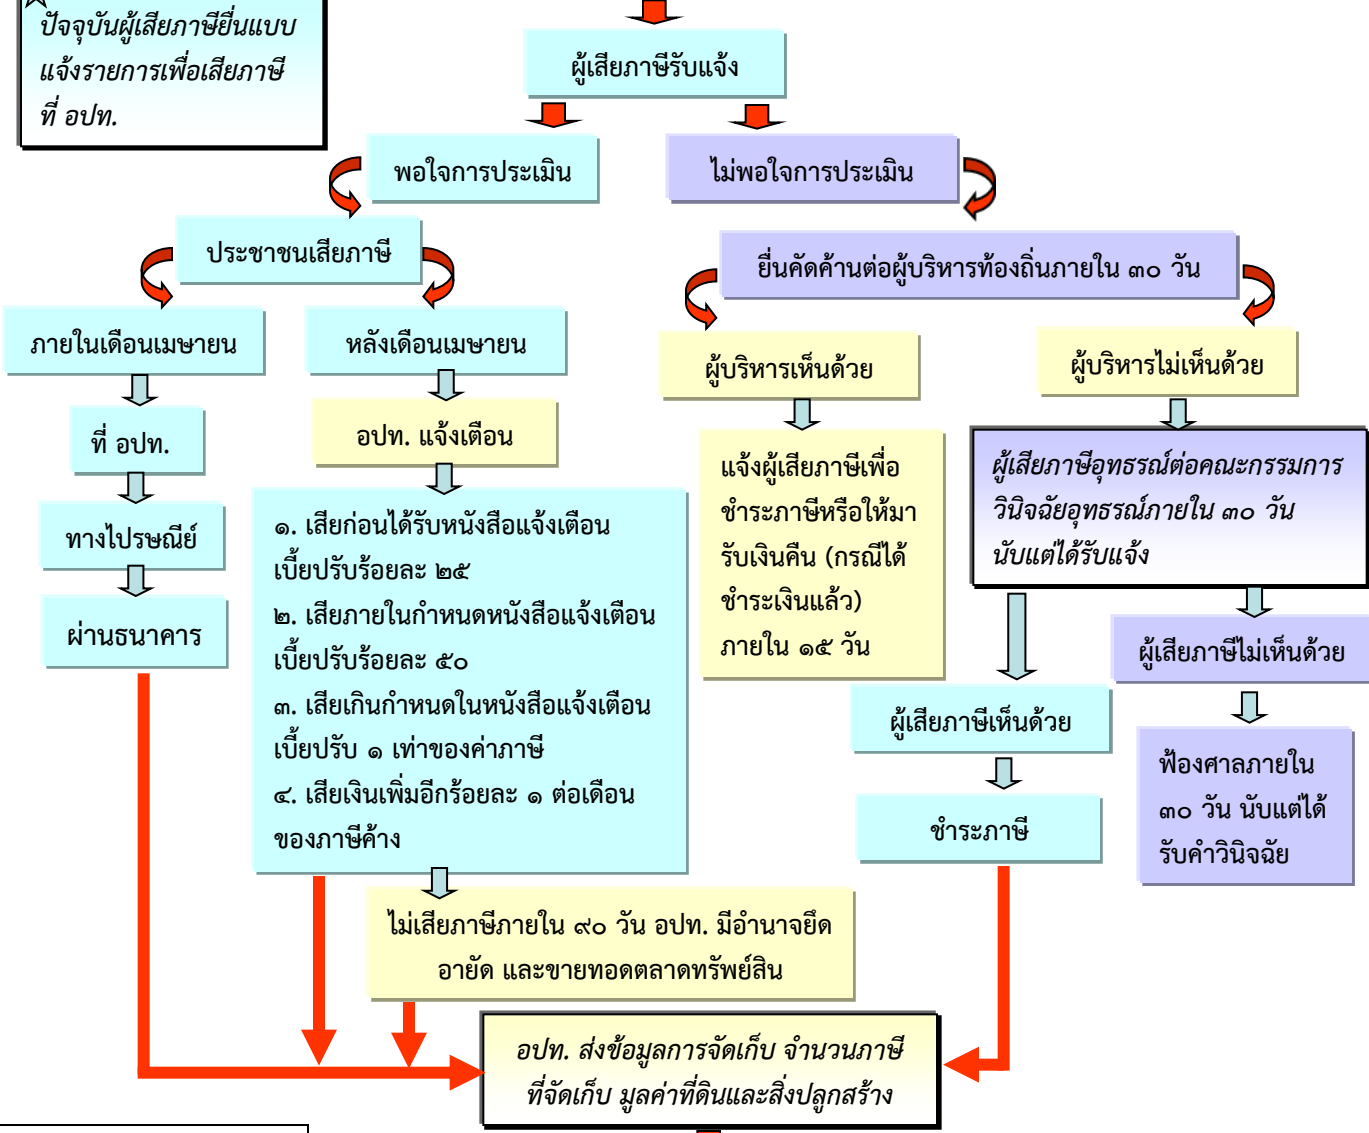 ปัจจุบันผู้เสียภาษียื่นแบบ
แจ้งรายการเพื่อเสียภาษี
ที่ อปท.
ผู้เสียภาษีรับแจ้ง
พอใจการประเมิน
ไม่พอใจการประเมิน
ประชาชนเสียภาษี
ยื่นคัดค้านต่อผู้บริหารท้องถิ่นภายใน ๓๐ วัน
ภายในเดือนเมษายน
หลังเดือนเมษายน
ผู้บริหารเห็นด้วย
ผู้บริหารไม่เห็นด้วย
ที่ อปท.
อปท. แจ้งเตือน
ทางไปรษณีย์
ผ่านธนาคาร
๑. เสียก่อนได้รับหนังสือแจ้งเตือน
เบี้ยปรับร้อยละ ๒๕
๒. เสียภายในกำหนดหนังสือแจ้งเตือน
เบี้ยปรับร้อยละ ๕๐
๓. เสียเกินกำหนดในหนังสือแจ้งเตือน
เบี้ยปรับ ๑ เท่าของค่าภาษี
๔. เสียเงินเพิ่มอีกร้อยละ ๑ ต่อเดือน
ของภาษีค้าง
แจ้งผู้เสียภาษีเพื่อ
ชำระภาษีหรือให้มา
รับเงินคืน (กรณีได้
ชำระเงินแล้ว)
ภายใน ๑๕ วัน
ผู้เสียภาษีอุทธรณ์ต่อคณะกรรมการ
วินิจฉัยอุทธรณ์ภายใน ๓๐ วัน
นับแต่ได้รับแจ้ง
ผู้เสียภาษีไม่เห็นด้วย
ผู้เสียภาษีเห็นด้วย
ชำระภาษี
ฟ้องศาลภายใน
๓๐ วัน นับแต่ได้
รับคำวินิจฉัย
ไม่เสียภาษีภายใน ๙๐ วัน อปท. มีอำนาจยึด
อายัด และขายทอดตลาดทรัพย์สิน
อปท. ส่งข้อมูลการจัดเก็บ จำนวนภาษี
ที่จัดเก็บ มูลค่าที่ดินและสิ่งปลูกสร้าง